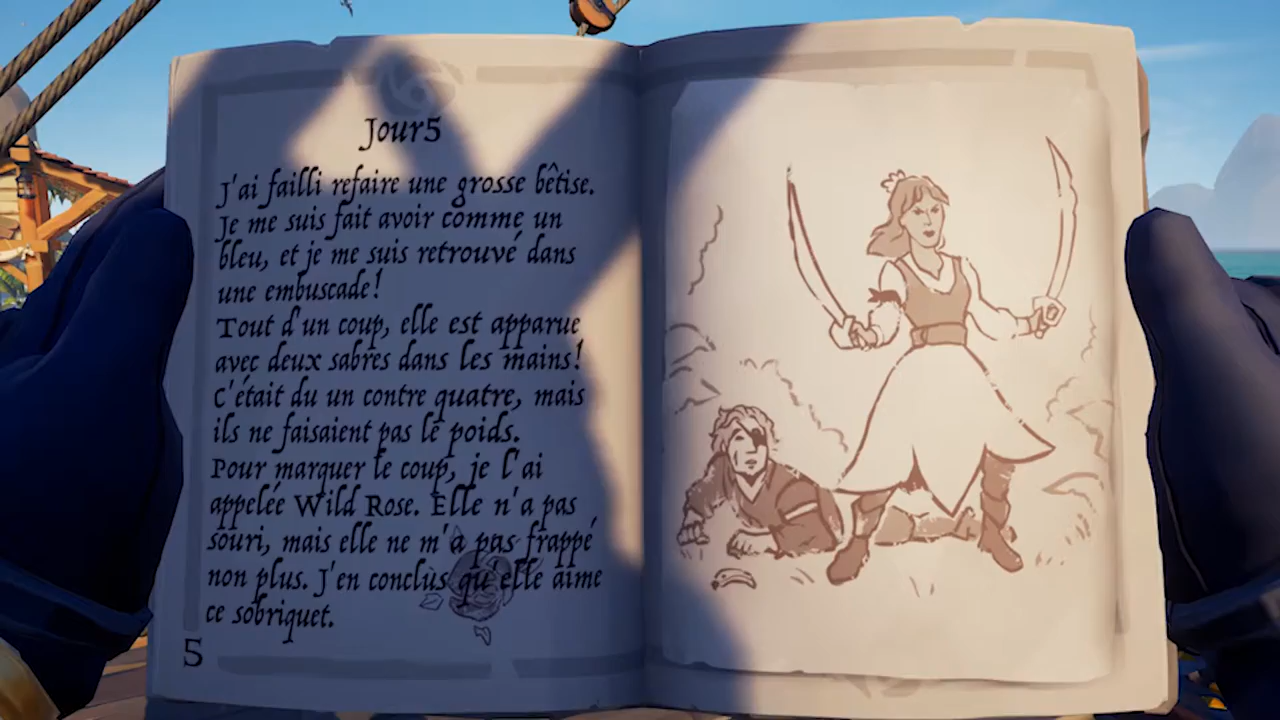 Jour5
J'ai failli refaire une grosse bêtise.
Je me suis fait avoir comme un
bleu, et je me suis retrouvé dans
une embuscade!
Tout d'un coup, elle est apparue
avec deux sabres dans les mains!
C'était du un contre quatre, mais
ils ne faisaient pas le poids.
Pour marquer le coup, je l'ai
appelée Wild Rose. Elle n'a pas
souri, mais elle ne m'a pas frappé
non plus. J'en conclus qu'elle aime
ce sobriquet.
5